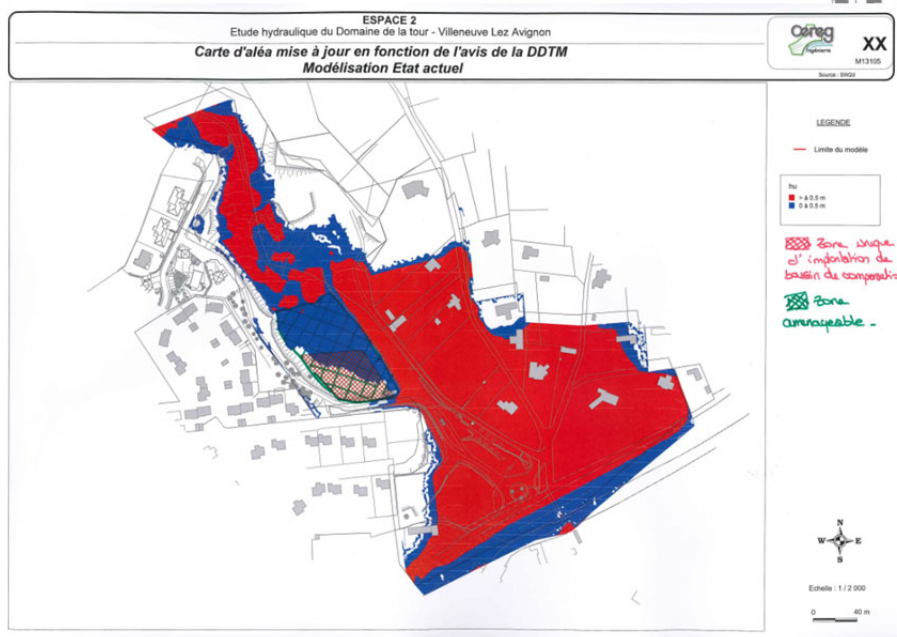 ESPACE 2
Etude hydraulique du Domaine de la tour - Villeneuve Lez Avignon
Carte d'aléa mise à jour en fonction de l'avis de la DDTM
Modélisation Etat actuel
Cereg
Ingénierie
XX
M13105
Source : SW2d
LEGENDE
Limite du modèle
hu
> à 0.5 m
0 à 0.5 m
Zone unique
d'implantation de
bassin de compensatio
Zone
aménageable -
N
W E
S
Echelle : 1 / 2 000
0 40 m